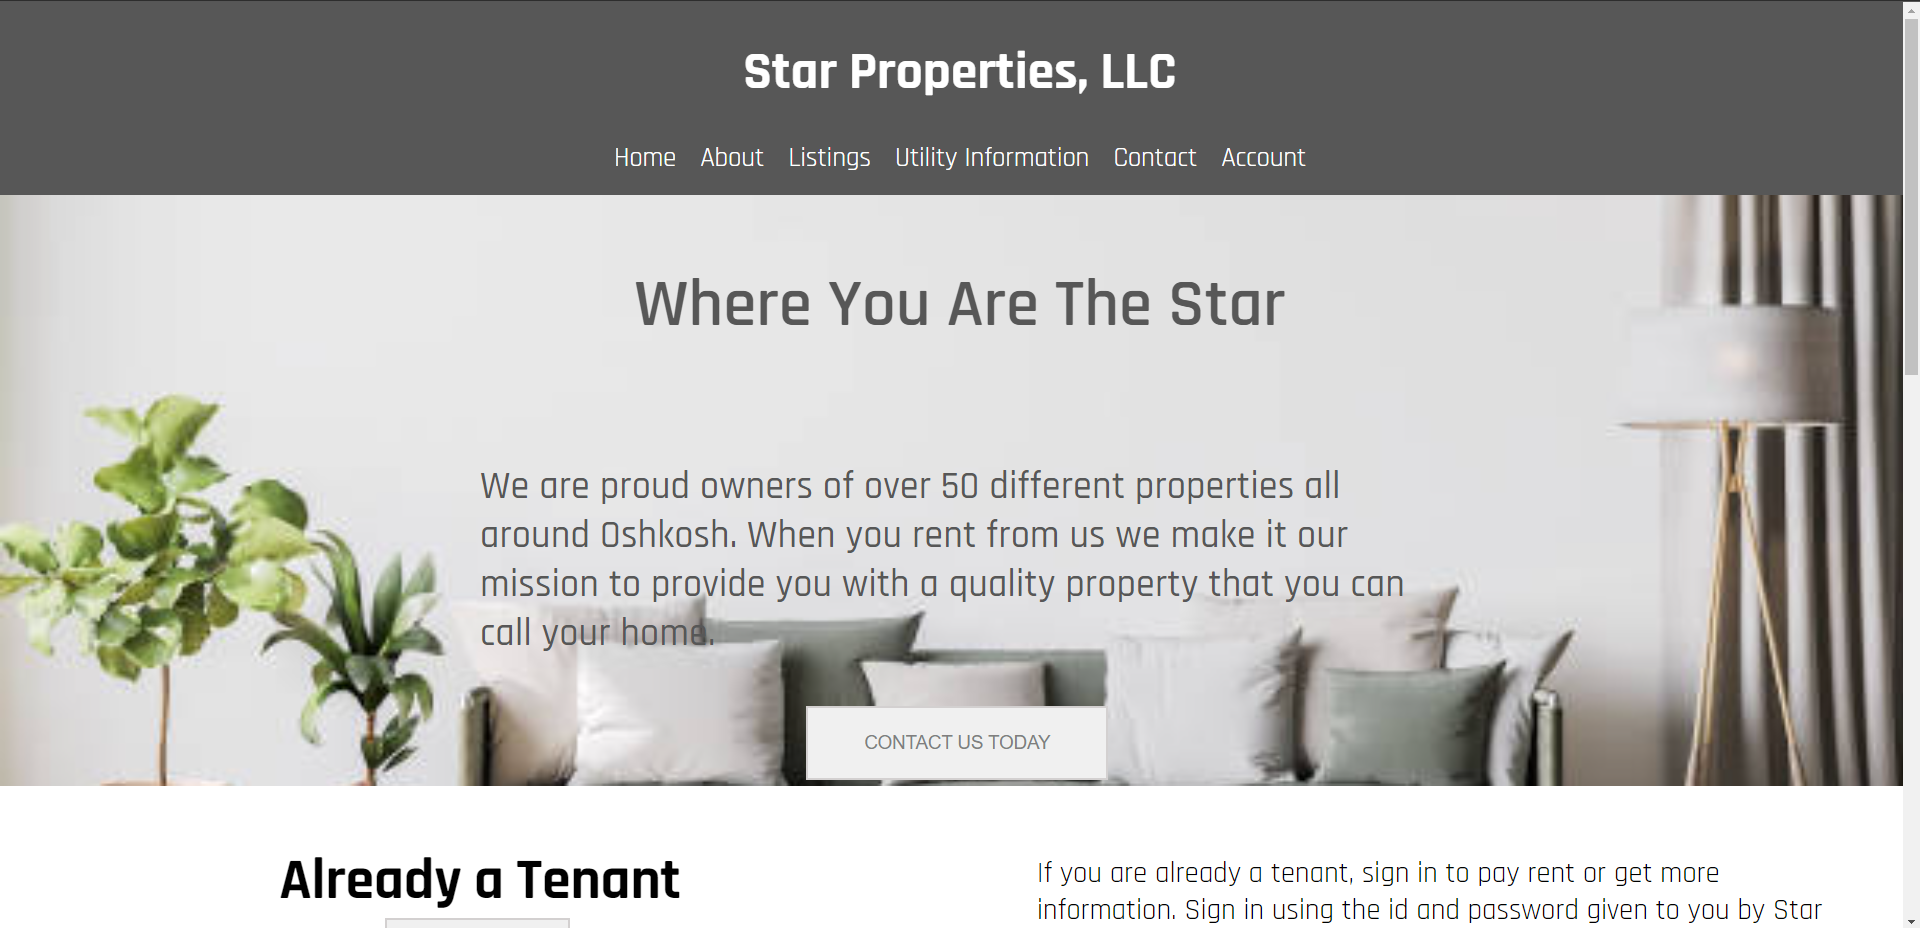 Star Properties, LLC
Home About Listings Utility Information Contact Account
Where You Are The Star
We are proud owners of over 50 different properties all
around Oshkosh. When you rent from us we make it our
mission to provide you with a quality property that you can
call your home.
CONTACT US TODAY
Already a Tenant
If you are already a tenant, sign in to pay rent or get more
information. Sign in using the id and password given to you by Star